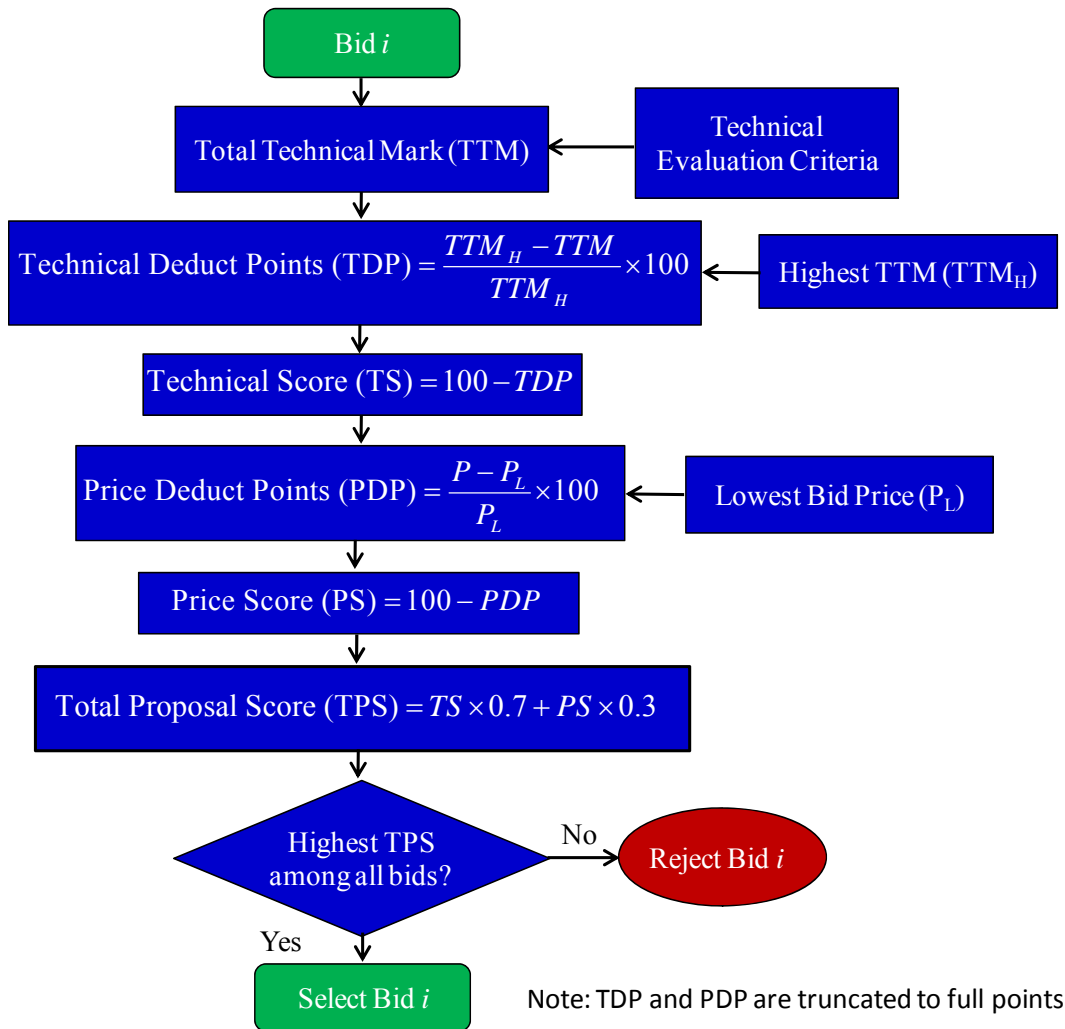 Bid i
Total Technical Mark (TTM)
Technical
Evaluation Criteria
Technical Deduct Points (TDP) = \frac{TTM_H - TTM}{TTM_H} × 100
Highest TTM (TTM_H)
Technical Score (TS) = 100 - TDP
Price Deduct Points (PDP) = \frac{P - P_L}{P_L} × 100
Lowest Bid Price (P_L)
Price Score (PS) = 100 - PDP
Total Proposal Score (TPS) = TS × 0.7 + PS × 0.3
Highest TPS
among all bids?
No
Reject Bid i
Yes
Select Bid i
Note: TDP and PDP are truncated to full points